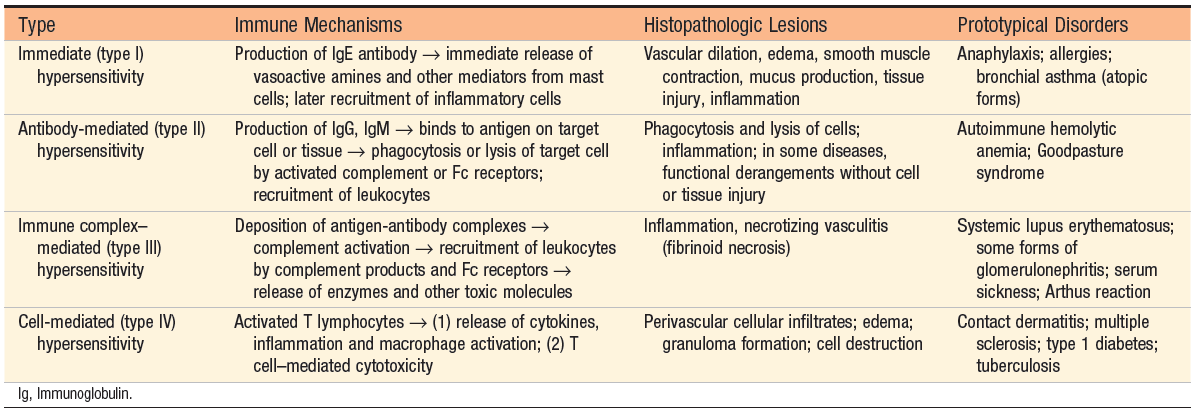 Type Immune Mechanisms Histopathologic Lesions Prototypical Disorders
Immediate (type I)
hypersensitivity
Production of IgE antibody → immediate release of
vasoactive amines and other mediators from mast
cells; later recruitment of inflammatory cells
Vascular dilation, edema, smooth muscle
contraction, mucus production, tissue
injury, inflammation
Anaphylaxis; allergies;
bronchial asthma (atopic
forms)
Antibody-mediated (type II)
hypersensitivity
Production of IgG, IgM → binds to antigen on target
cell or tissue → phagocytosis or lysis of target cell
by activated complement or Fc receptors;
recruitment of leukocytes
Phagocytosis and lysis of cells;
inflammation; in some diseases,
functional derangements without cell
or tissue injury
Autoimmune hemolytic
anemia; Goodpasture
syndrome
Immune complex–
mediated (type III)
hypersensitivity
Deposition of antigen-antibody complexes →
complement activation → recruitment of leukocytes
by complement products and Fc receptors →
release of enzymes and other toxic molecules
Inflammation, necrotizing vasculitis
(fibrinoid necrosis)
Systemic lupus erythematosus;
some forms of
glomerulonephritis; serum
sickness; Arthus reaction
Cell-mediated (type IV)
hypersensitivity
Activated T lymphocytes → (1) release of cytokines,
inflammation and macrophage activation; (2) T
cell–mediated cytotoxicity
Perivascular cellular infiltrates; edema;
granuloma formation; cell destruction
Contact dermatitis; multiple
sclerosis; type 1 diabetes;
tuberculosis
Ig, Immunoglobulin.